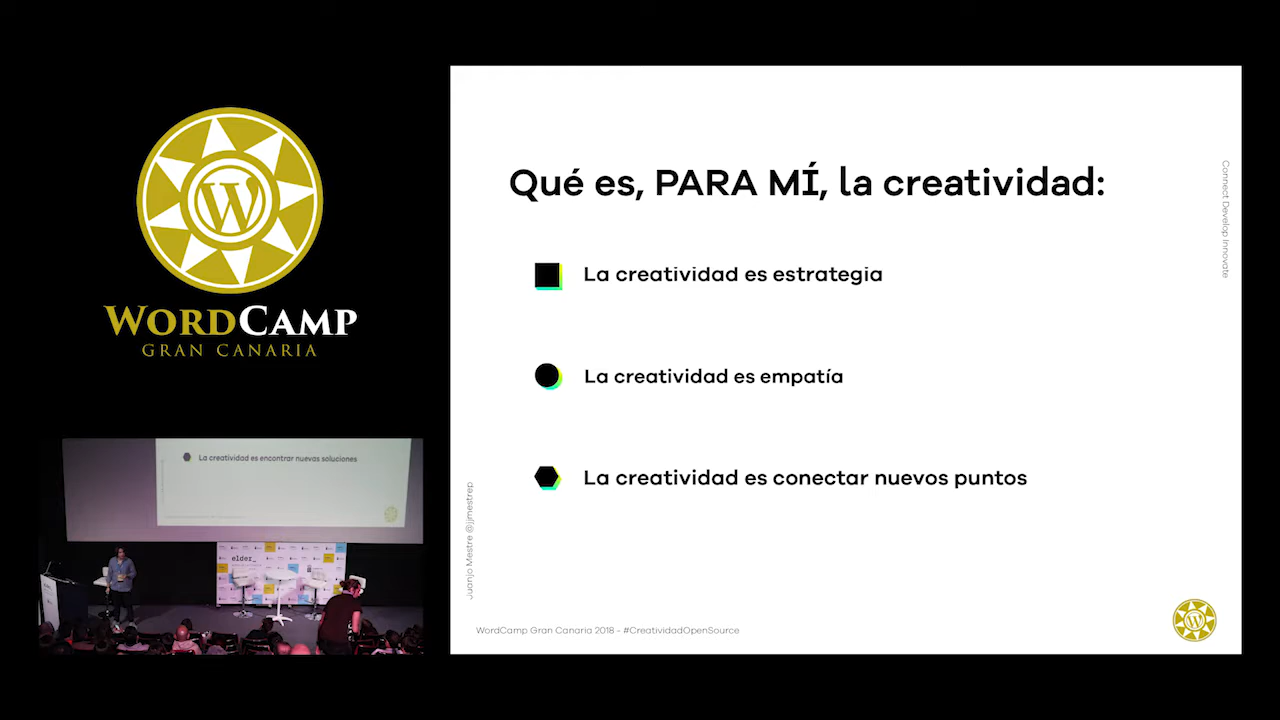 WORDCAMP
GRAN CANARIA
La creatividad es encontrar nuevas soluciones
elder_
Qué es, PARA MÍ, la creatividad:
La creatividad es estrategia
La creatividad es empatía
La creatividad es conectar nuevos puntos
Connect Develop Innovate
Juanjo Mestre @jjmestrep
WordCamp Gran Canaria 2018 - #CreatividadOpenSource